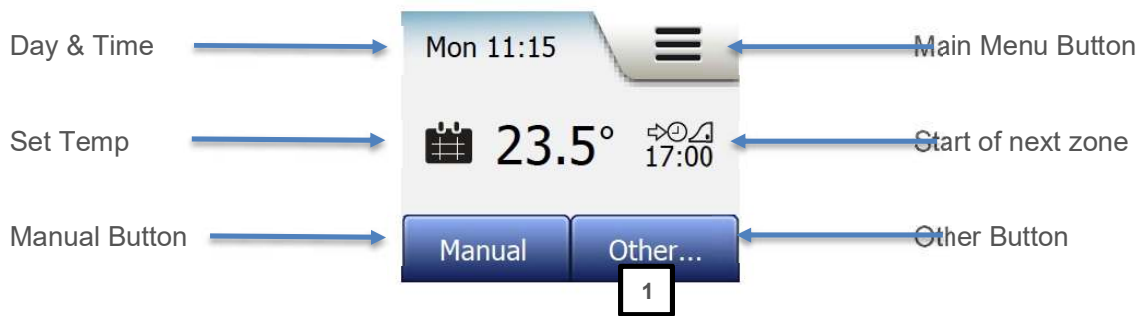 Day & Time
Mon 11:15
Main Menu Button
Set Temp
23.5°
17:00
Start of next zone
Manual Button
Manual
Other...
Other Button
1